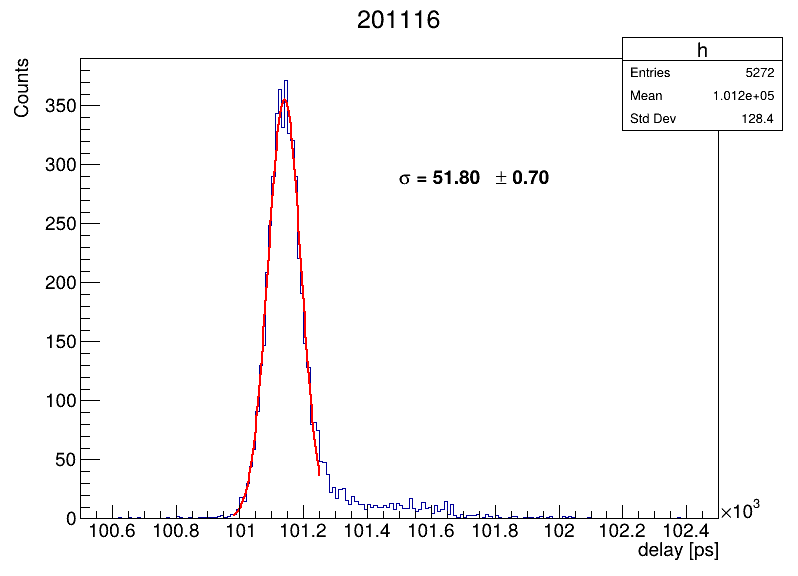 201116
h
Entries 5272
Mean 1.012e+05
Std Dev 128.4
Counts
σ = 51.80 ± 0.70
350
300
250
200
150
100
50
0
100.6 100.8 101 101.2 101.4 101.6 101.8 102 102.2 102.4
×10³
delay [ps]